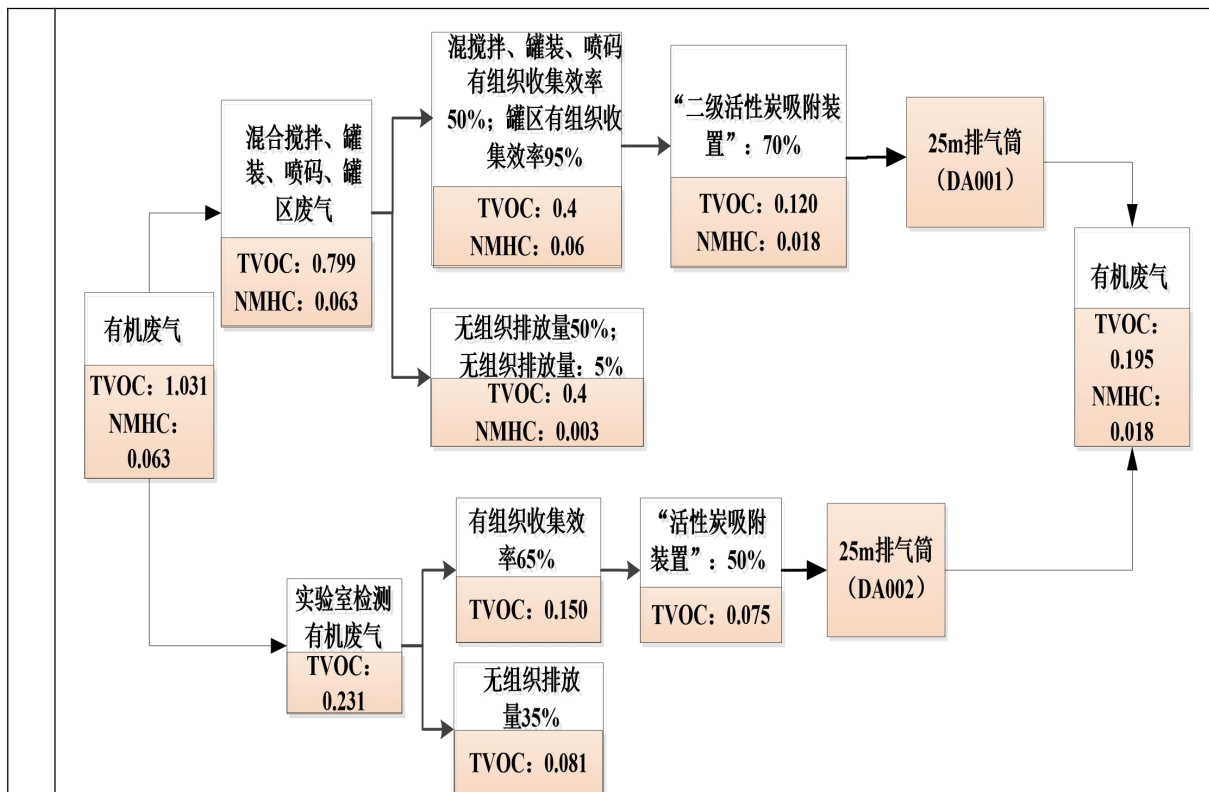 有机废气
TVOC：1.031
NMHC：
0.063
混合搅拌、罐
装、喷码、罐
区废气
TVOC：0.799
NMHC：0.063
混搅拌、罐装、喷码
有组织收集效率
50%；罐区有组织收
集效率95%
TVOC：0.4
NMHC：0.06
“二级活性炭吸附装
置”：70%
TVOC：0.120
NMHC：0.018
25m排气筒
（DA001）
无组织排放量50%；
无组织排放量：5%
TVOC：0.4
NMHC：0.003
有机废气
TVOC：
0.195
NMHC：
0.018
实验室检测
有机废气
TVOC：
0.231
有组织收集效
率65%
TVOC：0.150
“活性炭吸附
装置”：50%
TVOC：0.075
25m排气筒
（DA002）
无组织排放
量35%
TVOC：0.081